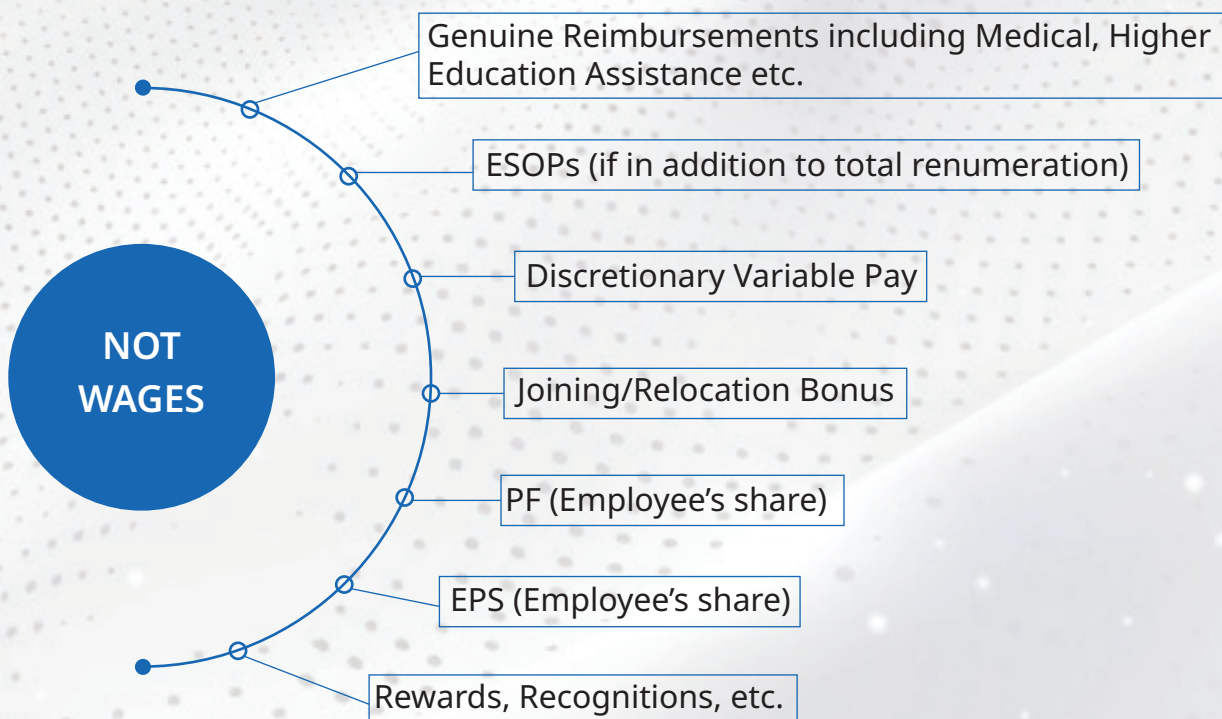 Genuine Reimbursements including Medical, Higher
Education Assistance etc.
ESOPs (if in addition to total renumeration)
Discretionary Variable Pay
NOT
WAGES
Joining/Relocation Bonus
PF (Employee’s share)
EPS (Employee’s share)
Rewards, Recognitions, etc.